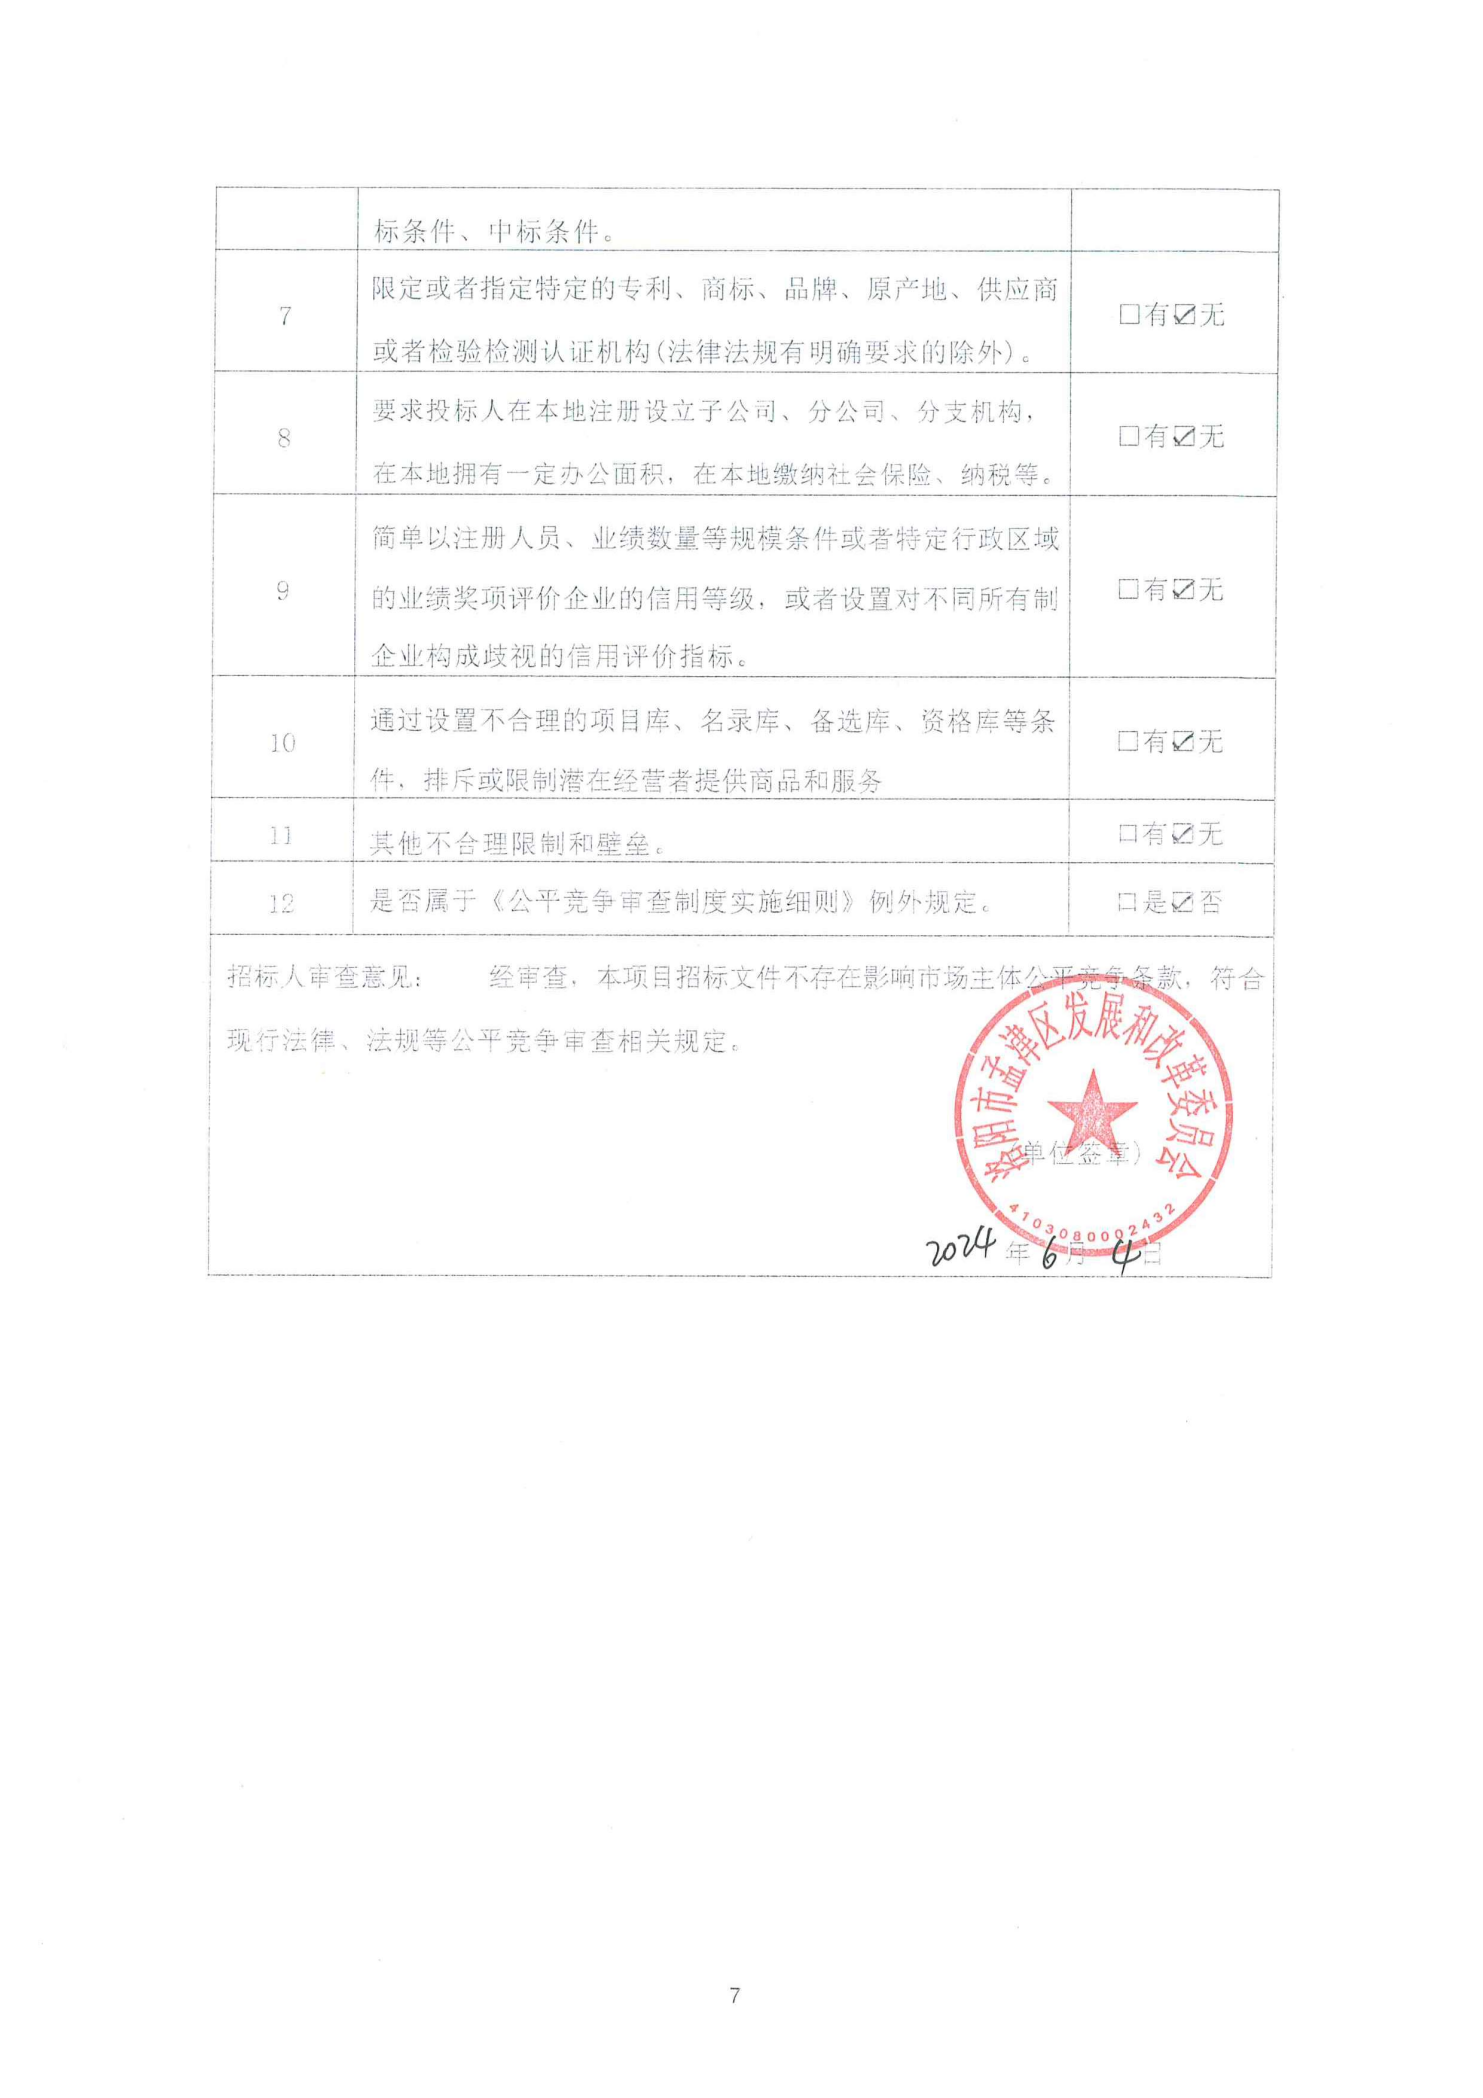 标条件、中标条件。
7
限定或者指定特定的专利、商标、品牌、原产地、供应商
或者检验检测认证机构(法律法规有明确要求的除外)。
□有☑无
8
要求投标人在本地注册设立子公司、分公司、分支机构，
在本地拥有一定办公面积，在本地缴纳社会保险、纳税等。
□有☑无
9
简单以注册人员、业绩数量等规模条件或者特定行政区域
的业绩奖项评价企业的信用等级，或者设置对不同所有制
企业构成歧视的信用评价指标。
□有☑无
10
通过设置不合理的项目库、名录库、备选库、资格库等条
件，排斥或限制潜在经营者提供商品和服务
□有☑无
11
其他不合理限制和壁垒。
□有☑无
12
是否属于《公平竞争审查制度实施细则》例外规定。
□是☑否
招标人审查意见： 经审查，本项目招标文件不存在影响市场主体公平竞争条款，符合
现行法律、法规等公平竞争审查相关规定。
洛阳市孟津区发展和改革委员会
(单位签章)
4103080002432
2024 年 6 月 4 日
7